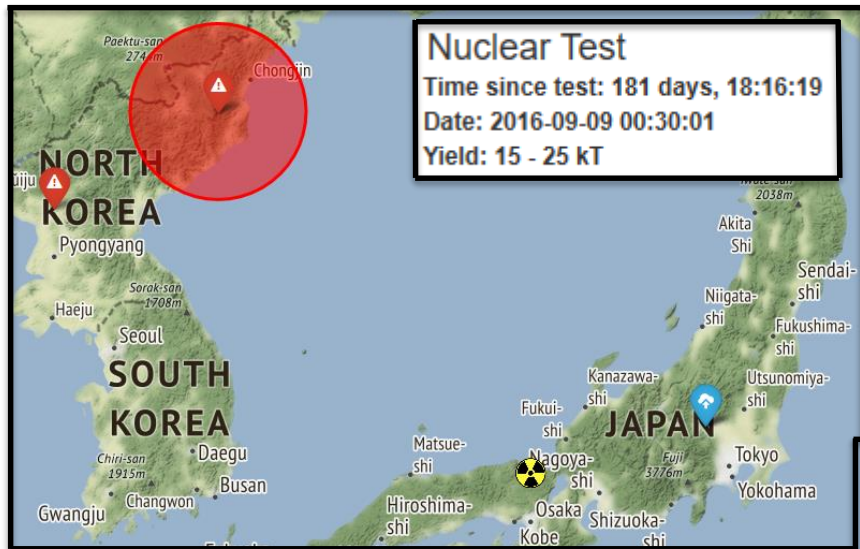 Nuclear Test
Time since test: 181 days, 18:16:19
Date: 2016-09-09 00:30:01
Yield: 15 - 25 kT
Paektu-san
Chongjin
NORTH
KOREA
Pyongyang
Sorak-san
1708m
Haeju
Seoul
SOUTH
KOREA
Chiri-san
1915m
Daegu
Changwon
Busan
Gwangju
2038m
Akita
Shi
Sendai-
shi
Niigata-
shi
Fukushima-
shi
Kanazawa-
shi
Utsunomiya-
shi
Fukui-
shi
JAPAN
Matsue-
shi
Nagoya-
shi
Fuji
3776m
Tokyo
Yokohama
Hiroshima-
shi
Osaka
Kobe
Shizuoka-
shi